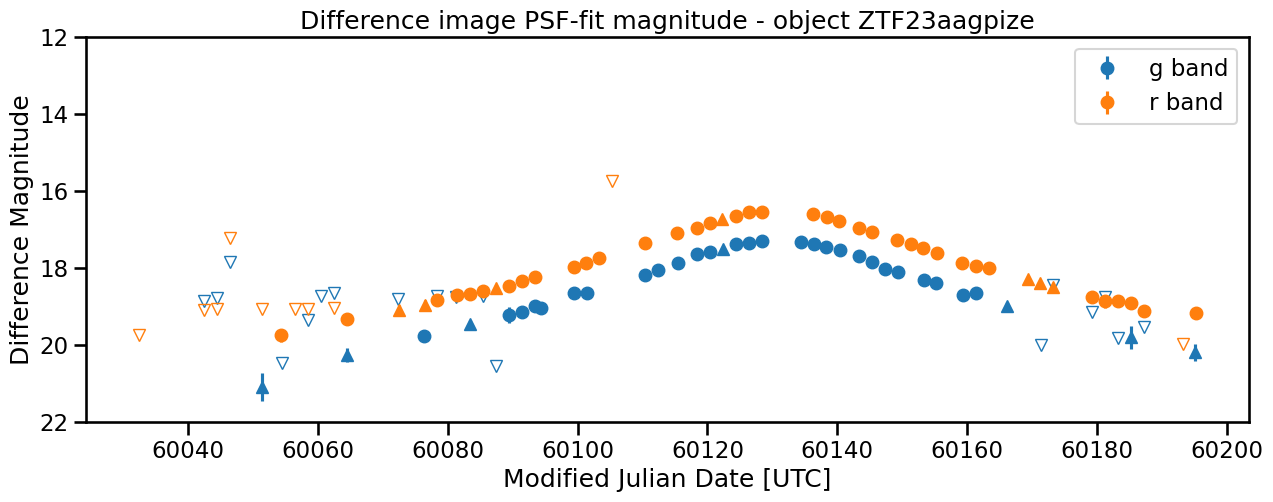 Difference image PSF-fit magnitude - object ZTF23aagpize
12
14
16
18
20
22
Difference Magnitude
g band
r band
60040 60060 60080 60100 60120 60140 60160 60180 60200
Modified Julian Date [UTC]